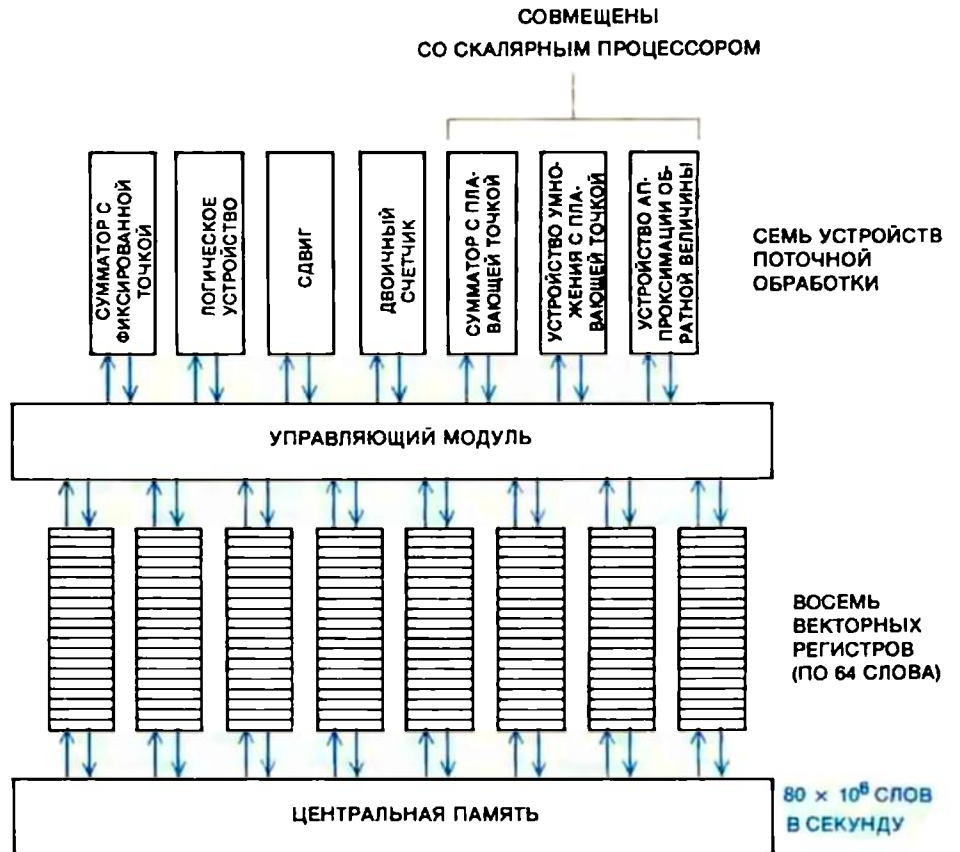 СОВМЕЩЕНЫ
СО СКАЛЯРНЫМ ПРОЦЕССОРОМ
СУММАТОР С
ФИКСИРОВАННОЙ
ТОЧКОЙ
ЛОГИЧЕСКОЕ
УСТРОЙСТВО
СДВИГ
ДВОИЧНЫЙ
СЧЕТЧИК
СУММАТОР С ПЛА-
ВАЮЩЕЙ ТОЧКОЙ
УСТРОЙСТВО УМНО-
ЖЕНИЯ С ПЛА-
ВАЮЩЕЙ ТОЧКОЙ
УСТРОЙСТВО АП-
ПРОКСИМАЦИИ ОБ-
РАТНОЙ ВЕЛИЧИНЫ
СЕМЬ УСТРОЙСТВ
ПОТОЧНОЙ
ОБРАБОТКИ
УПРАВЛЯЮЩИЙ МОДУЛЬ
ВОСЕМЬ
ВЕКТОРНЫХ
РЕГИСТРОВ
(ПО 64 СЛОВА)
ЦЕНТРАЛЬНАЯ ПАМЯТЬ
80 × 10⁶ СЛОВ
В СЕКУНДУ